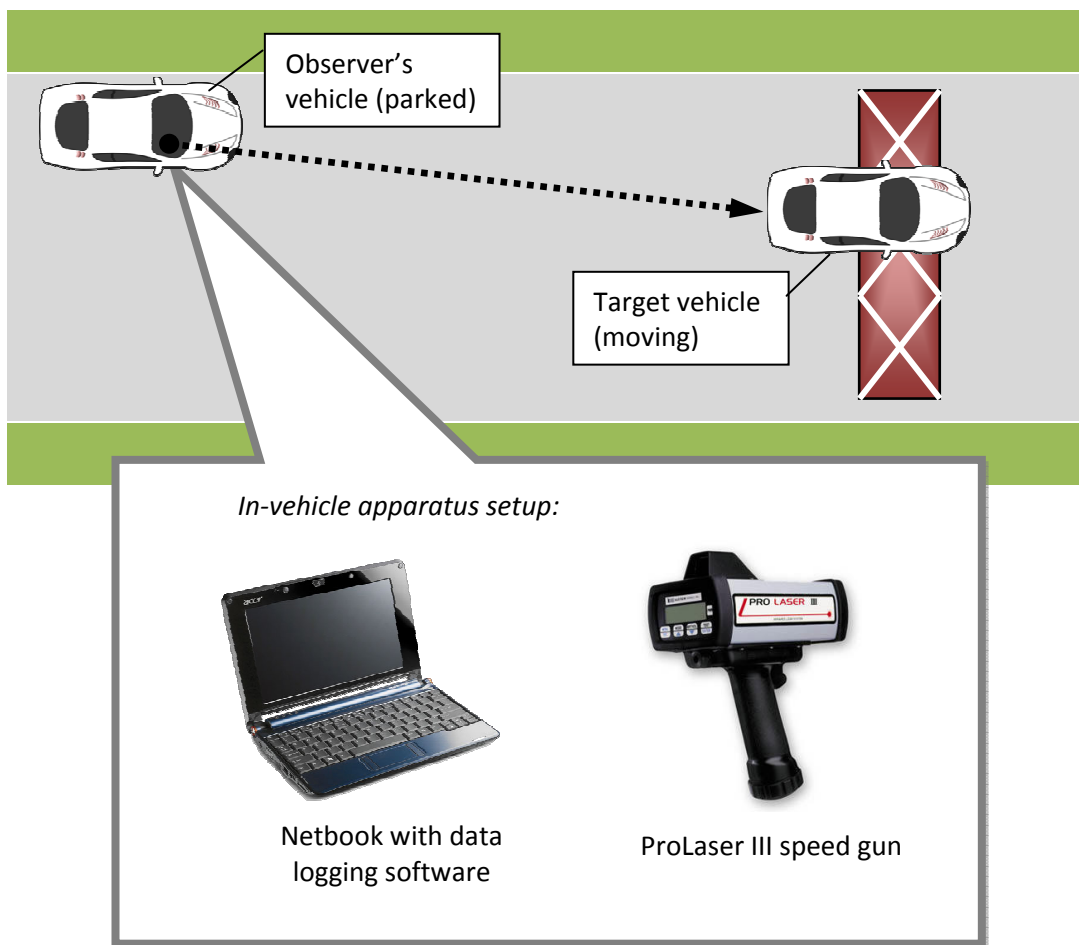 Observer's
vehicle (parked)
Target vehicle
(moving)
In-vehicle apparatus setup:
acer
PRO LASER III
Netbook with data
logging software
ProLaser III speed gun